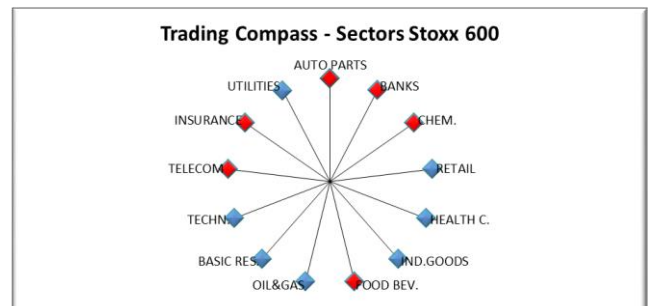 Trading Compass - Sectors Stoxx 600
AUTO PARTS
UTILITIES
BANKS
INSURANCE
CHEM.
TELECOM
RETAIL
TECHN.
HEALTH C.
BASIC RES.
IND.GOODS
OIL&GAS
FOOD BEV.